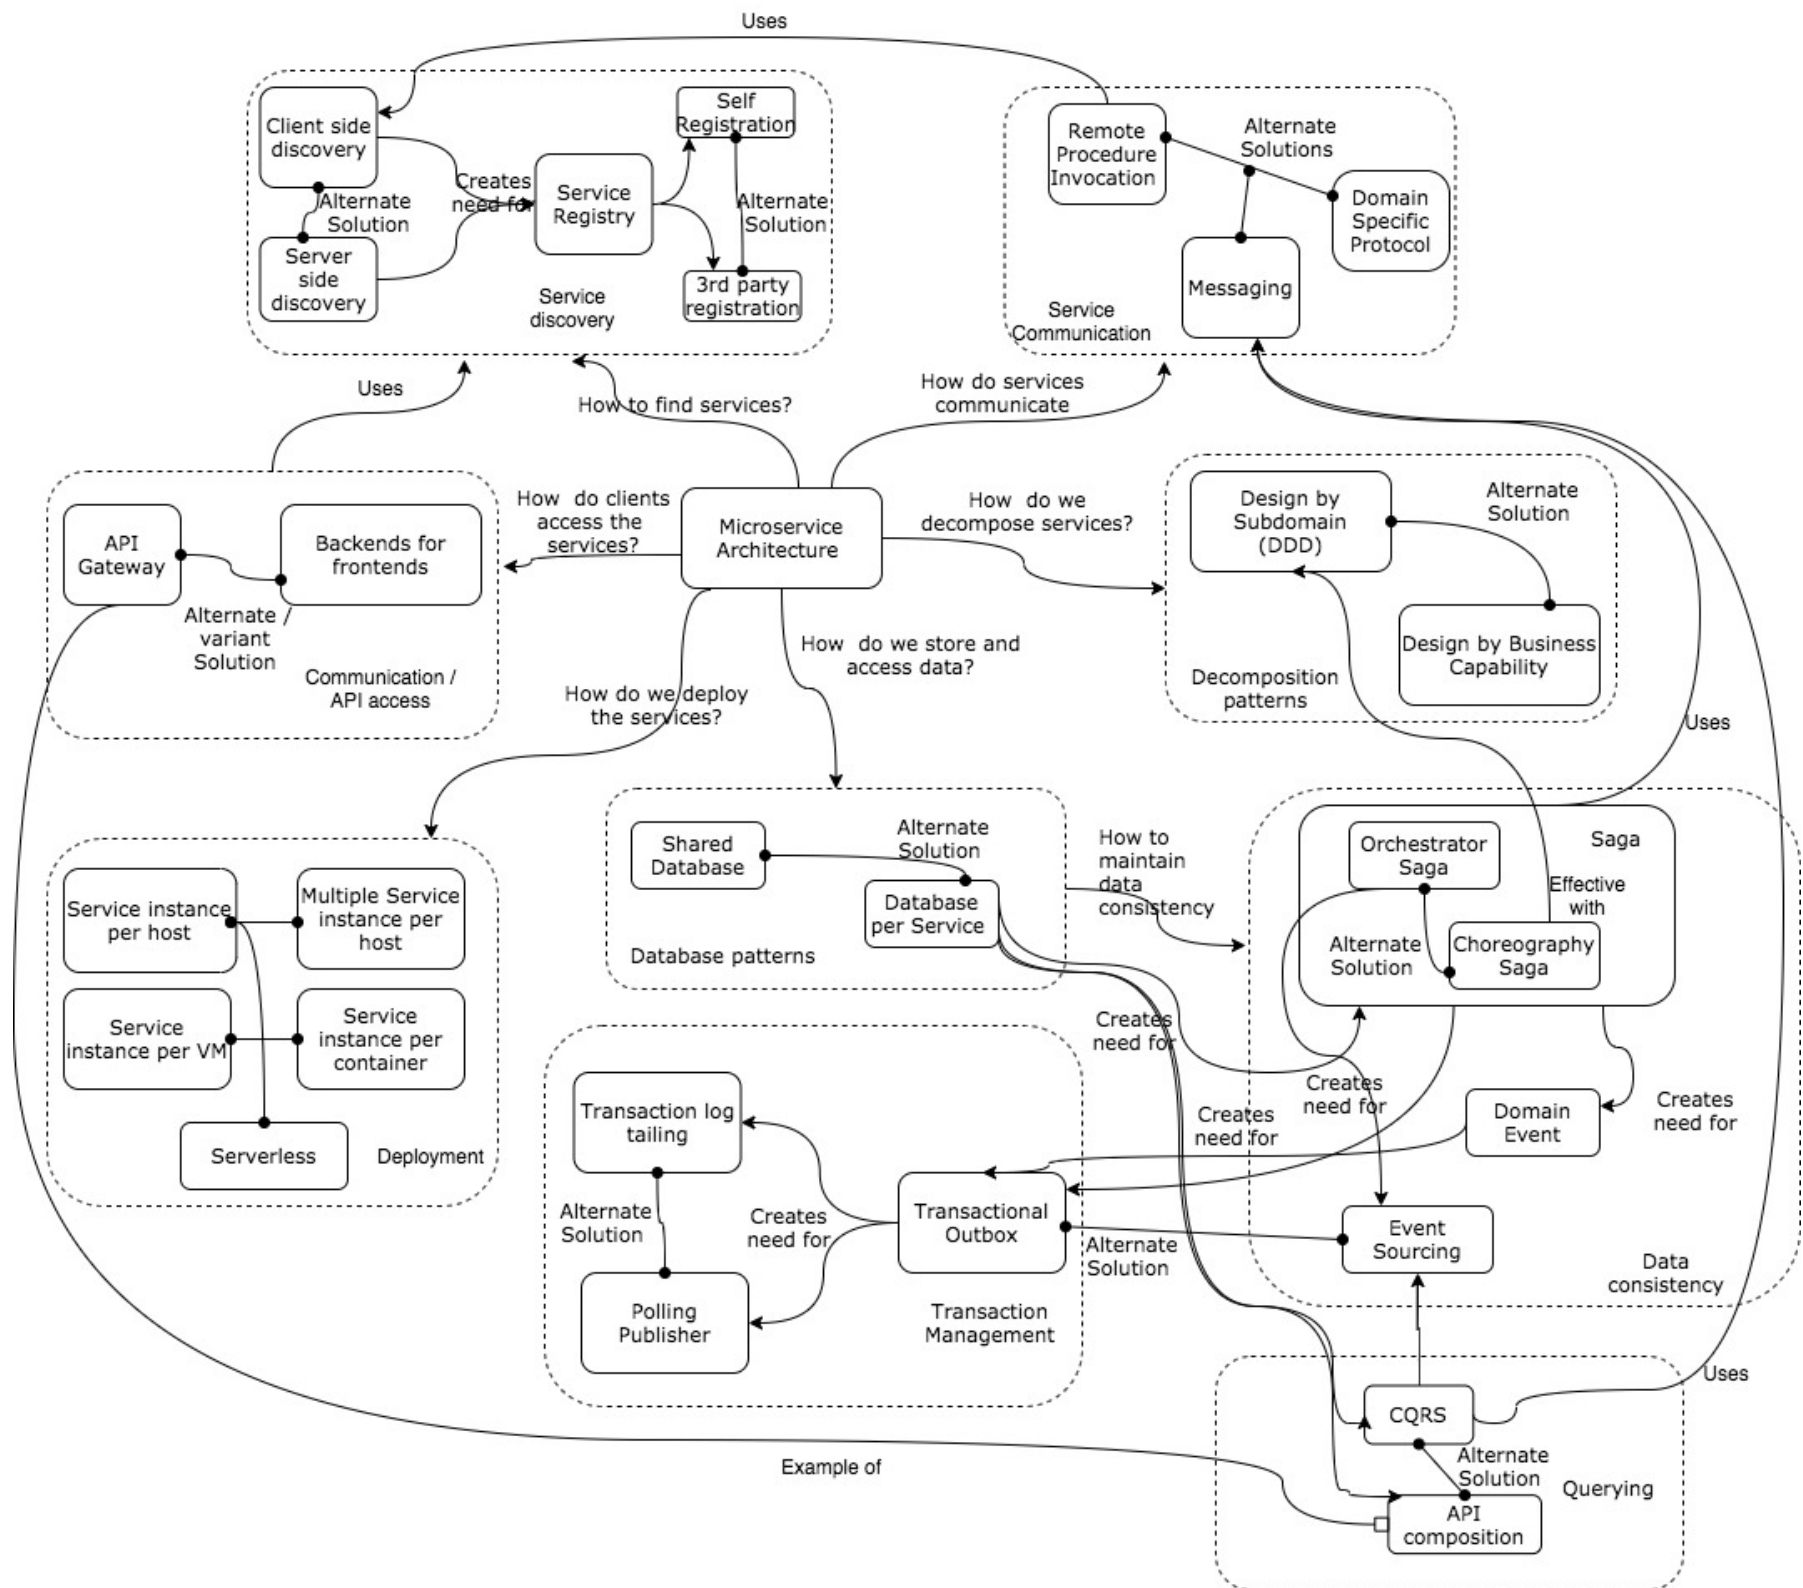 Uses
Client side
discovery
Creates
need for
Alternate
Solution
Server
side
discovery
Service
Registry
Self
Registration
Alternate
Solution
3rd party
registration
Service
discovery
Remote
Procedure
Invocation
Alternate
Solutions
Domain
Specific
Protocol
Messaging
Service
Communication
Uses
How to find services?
How do services
communicate
API
Gateway
Backends for
frontends
Alternate /
variant
Solution
Communication /
API access
How  do clients
access the
services?
Microservice
Architecture
How  do we
decompose services?
Design by
Subdomain
(DDD)
Alternate
Solution
Design by Business
Capability
Decomposition
patterns
How  do we store and
access data?
How do we deploy
the services?
Uses
Service instance
per host
Multiple Service
instance per
host
Service
instance per VM
Service
instance per
container
Serverless
Deployment
Shared
Database
Alternate
Solution
Database
per Service
Database patterns
How to
maintain
data
consistency
Orchestrator
Saga
Saga
Effective
with
Alternate
Solution
Choreography
Saga
Creates
need for
Creates
need for
Creates
need for
Domain
Event
Creates
need for
Transaction log
tailing
Alternate
Solution
Creates
need for
Transactional
Outbox
Alternate
Solution
Event
Sourcing
Data
consistency
Polling
Publisher
Transaction
Management
CQRS
Uses
Alternate
Solution
Querying
API
composition
Example of